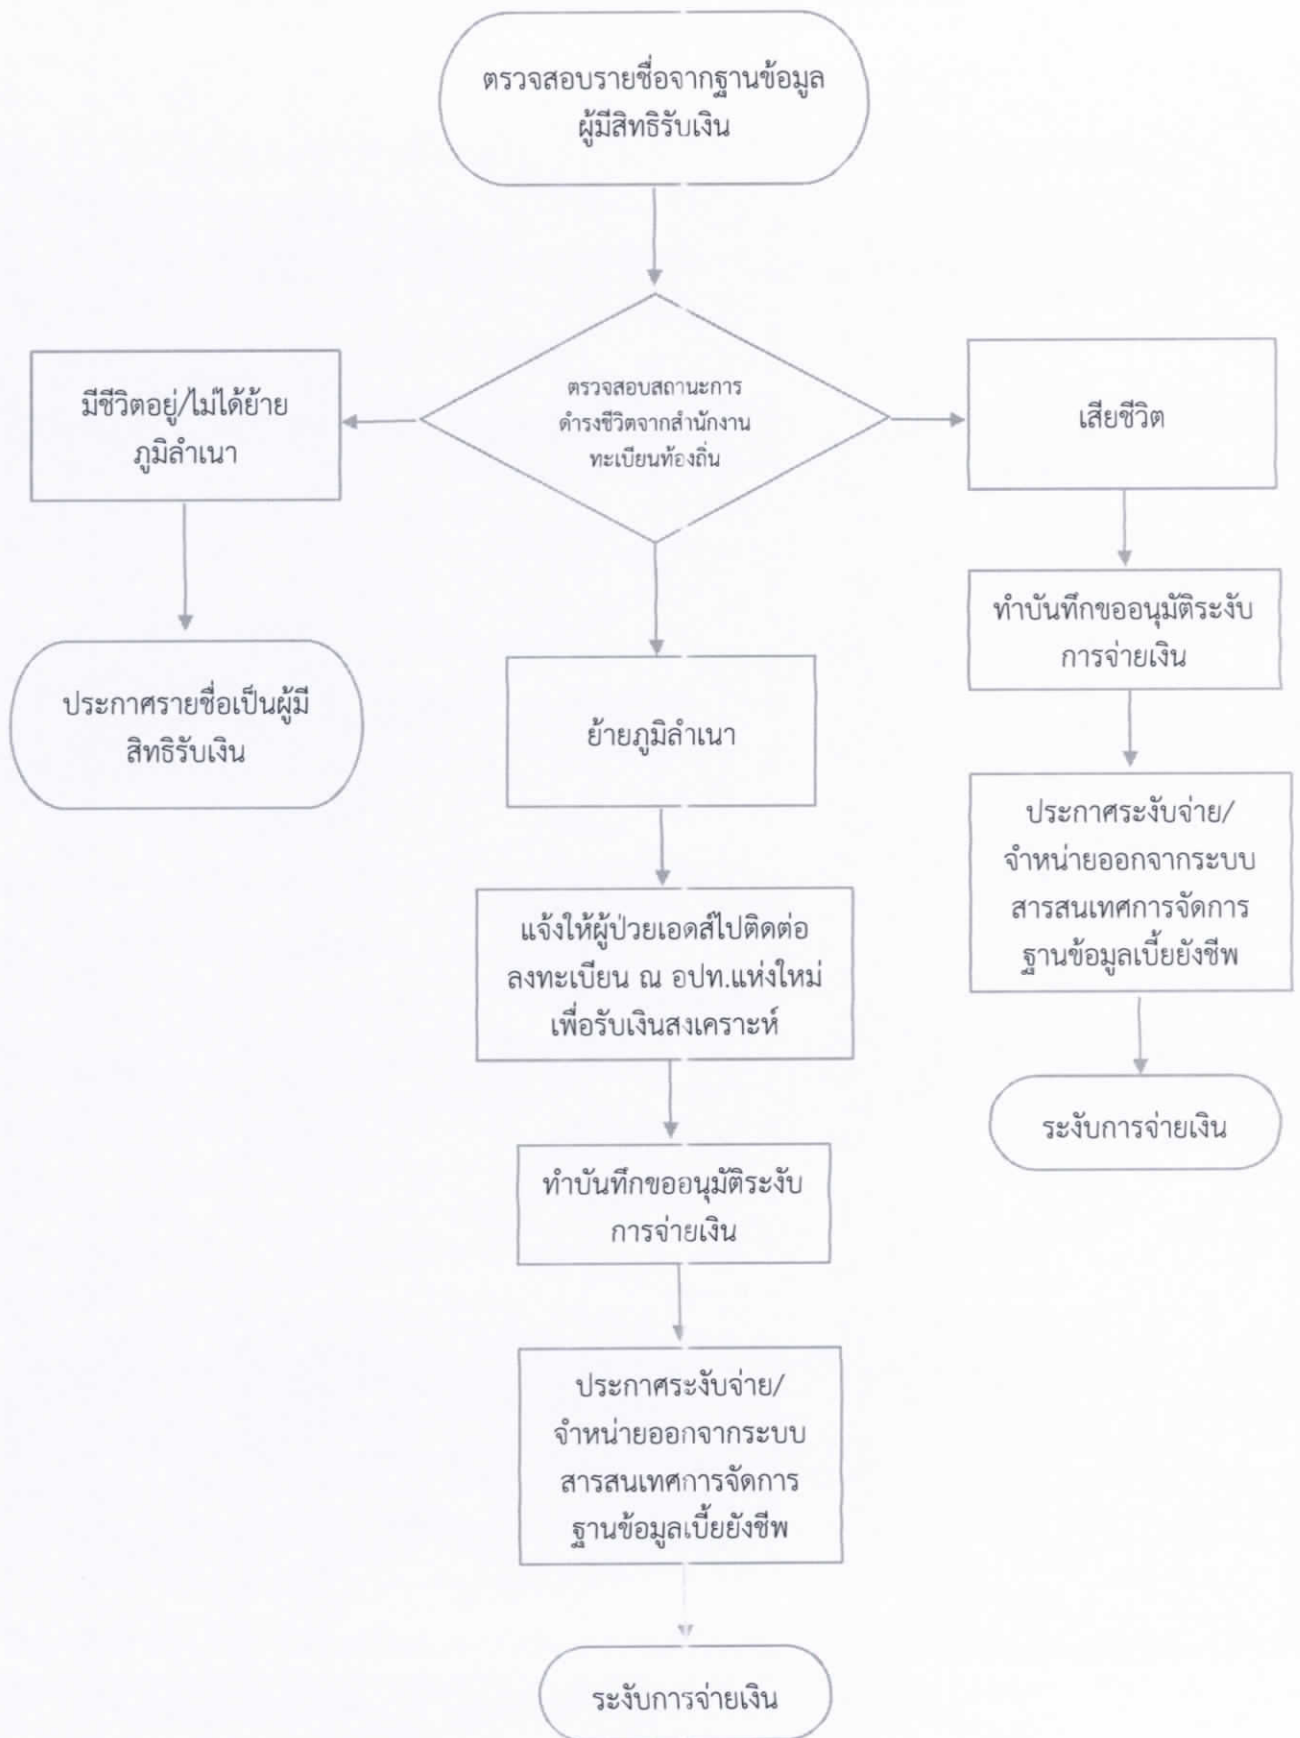 ตรวจสอบรายชื่อจากฐานข้อมูล
ผู้มีสิทธิรับเงิน
ตรวจสอบสถานะการ
ดำรงชีวิตจากสำนักงาน
ทะเบียนท้องถิ่น
มีชีวิตอยู่/ไม่ได้ย้าย
ภูมิลำเนา
ประกาศรายชื่อเป็นผู้มี
สิทธิรับเงิน
ย้ายภูมิลำเนา
แจ้งให้ผู้ป่วยเอดส์ไปติดต่อ
ลงทะเบียน ณ อปท.แห่งใหม่
เพื่อรับเงินสงเคราะห์
ทำบันทึกขออนุมัติระงับ
การจ่ายเงิน
ประกาศระงับจ่าย/
จำหน่ายออกจากระบบ
สารสนเทศการจัดการ
ฐานข้อมูลเบี้ยยังชีพ
ระงับการจ่ายเงิน
เสียชีวิต
ทำบันทึกขออนุมัติระงับ
การจ่ายเงิน
ประกาศระงับจ่าย/
จำหน่ายออกจากระบบ
สารสนเทศการจัดการ
ฐานข้อมูลเบี้ยยังชีพ
ระงับการจ่ายเงิน